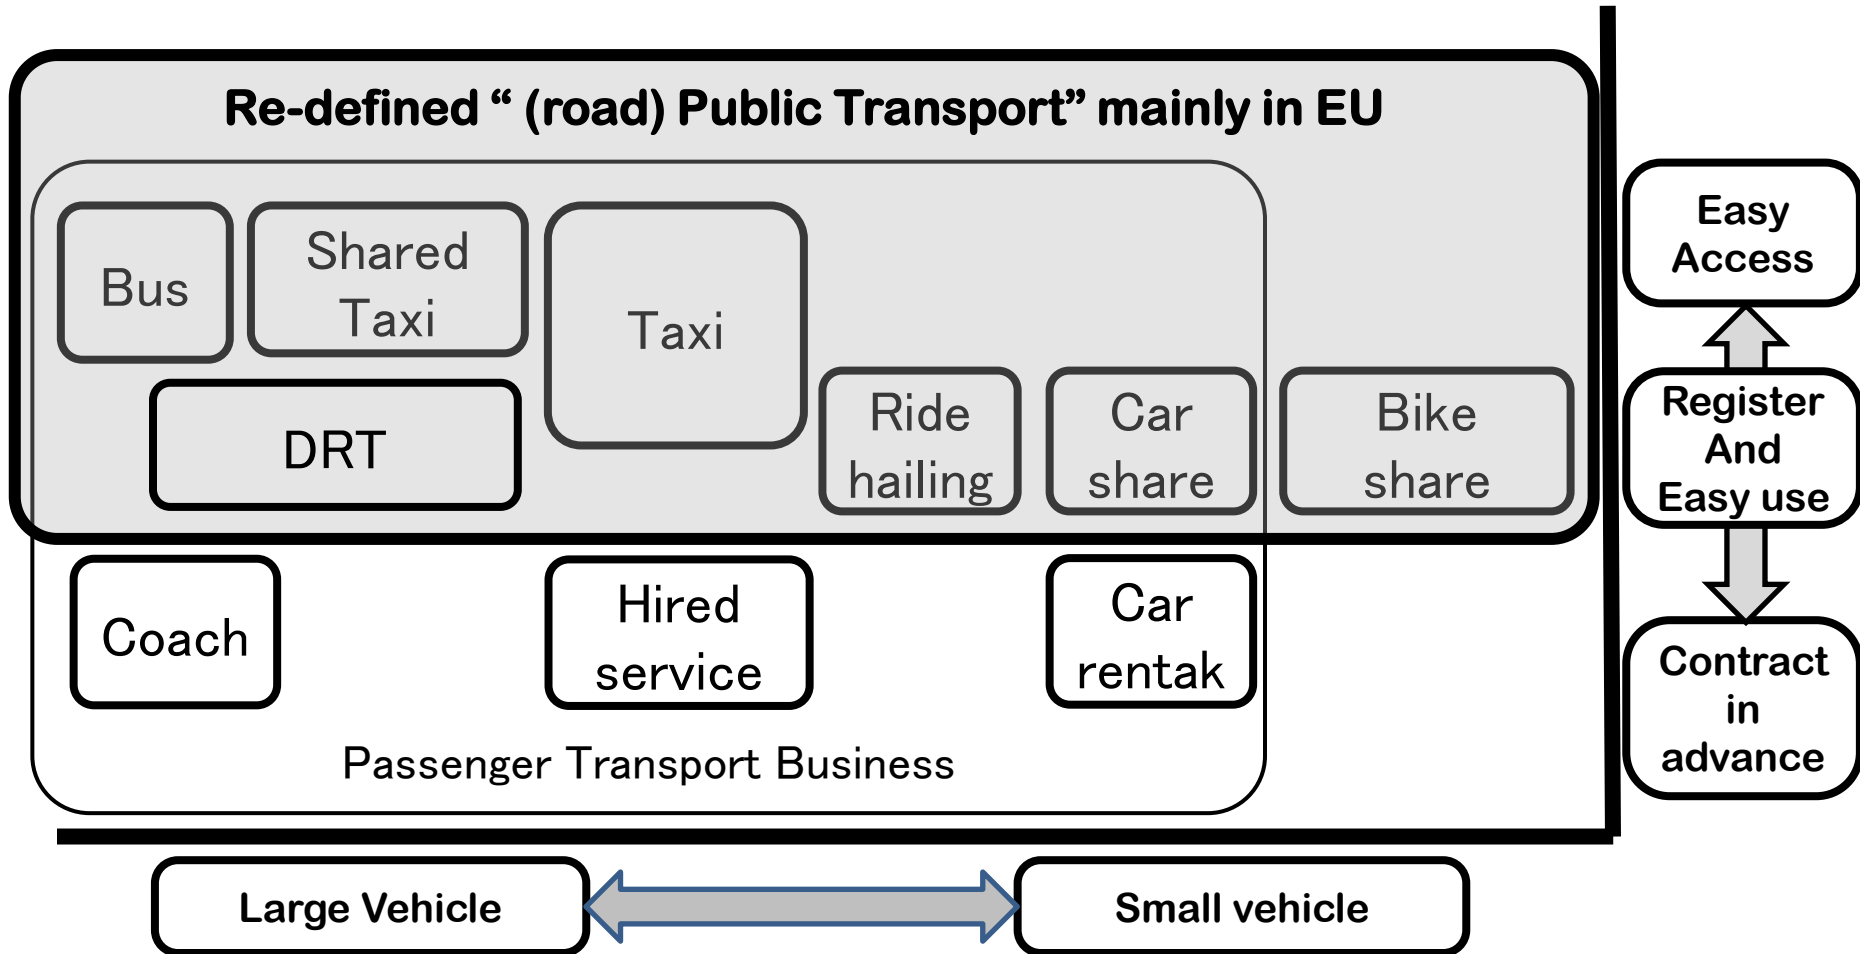 Re-defined “ (road) Public Transport” mainly in EU
Bus
Shared
Taxi
Taxi
DRT
Ride
hailing
Car
share
Bike
share
Coach
Hired
service
Car
rentak
Passenger Transport Business
Easy
Access
Register
And
Easy use
Contract
in
advance
Large Vehicle
Small vehicle